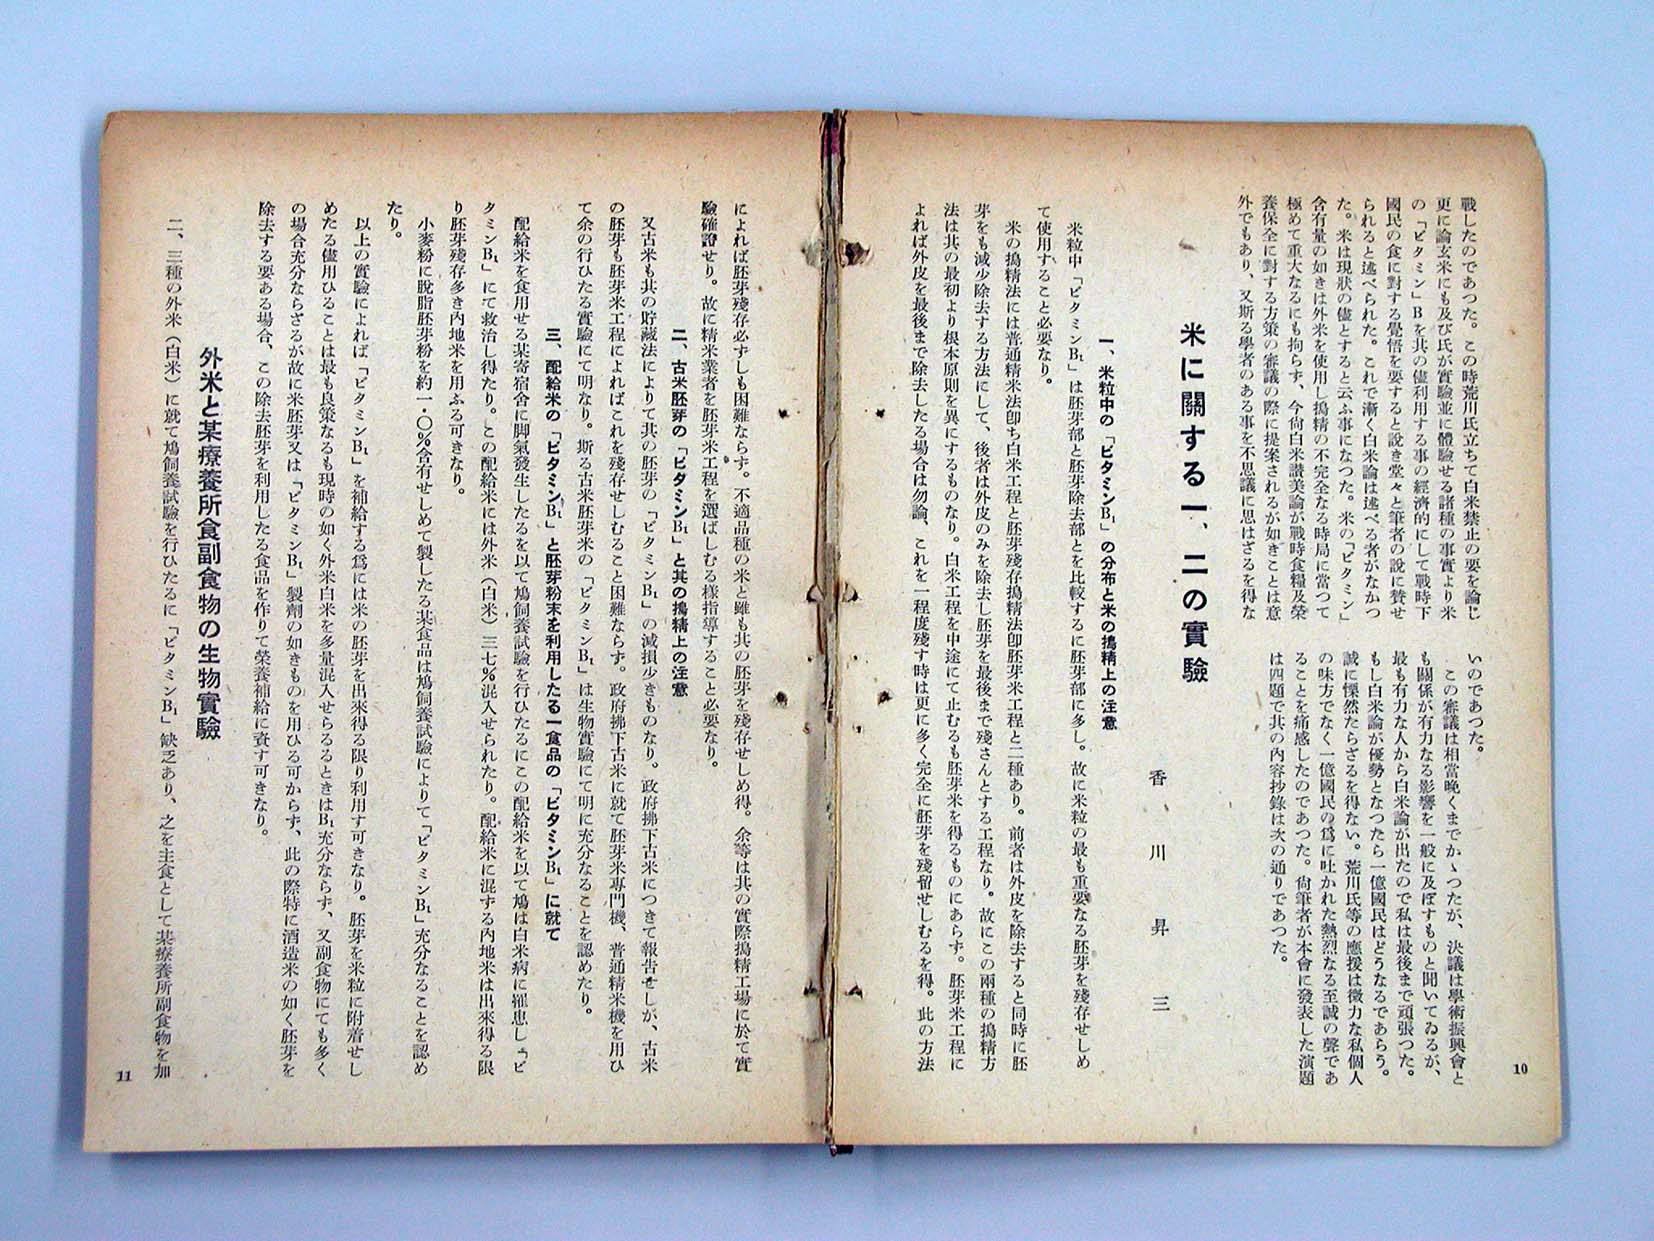 戰したのであつた。この時荒川氏立ちて白米禁止の要を論じ
更に論玄米にも及び氏が實驗並に體驗せる諸種の事實より米
の「ビタミン」Bを其の儘利用する事の經濟的にして戰時下
國民の食に對する覺悟を要すると說き堂々と筆者の說に贊せ
られると述べられた。これで漸く白米論は述べる者がなかつ
た。米は現狀の儘とすると云ふ事になつた。米の「ビタミン」
含有量の如きは外米を使用し搗精の不完全なる時局に當つて
極めて重大なるにも拘らず、今尙白米讃美論が戰時食糧及榮
養保全に對する方策の審議の際に提案されるが如きことは意
外でもあり、又斯る學者のある事を不思議に思はざるを得な
いのであつた。
この審議は相當晩くまでかゝつたが、決議は學術振興會と
も關係が有力なる影響を一般に及ぼすものと聞いてゐるが、
最も有力な人から白米論が出たので私は最後まで頑張つた。
もし白米論が優勢となつたら一億國民はどうなるであらう。
誠に慄然たらざるを得ない。荒川氏等の應援は微力な私個人
の味方でなく一億國民の爲に吐かれた熱烈なる至誠の聲であ
ることを痛感したのであつた。尙筆者が本會に發表した演題
は四題で其の內容抄錄は次の通りであつた。
米に關する一、二の實驗
香川昇三
一、米粒中の「ビタミンB₁」の分布と米の搗精上の注意
米粒中「ビタミンB₁」は胚芽部と胚芽除去部とを比較するに胚芽部に多し。故に米粒の最も重要なる胚芽を殘存せしめ
て使用すること必要なり。
米の搗精法には普通精米法卽ち白米工程と胚芽殘存搗精法卽胚芽米工程と二種あり。前者は外皮を除去すると同時に胚
芽をも減少除去する方法にして、後者は外皮のみを除去し胚芽を最後まで殘さんとする工程なり。故にこの兩種の搗精方
法は其の最初より根本原則を異にするものなり。白米工程を中途にて止むるも胚芽米を得るものにあらず。胚芽米工程に
よれば外皮を最後まで除去したる場合は勿論、これを一程度殘す時は更に多く完全に胚芽を殘留せしむるを得。此の方法
10
によれば胚芽殘存必ずしも困難ならず。不適品種の米と雖も其の胚芽を殘存せしめ得。余等は其の實際搗精工場に於て實
驗確證せり。故に精米業者を胚芽米工程を選ばしむる樣指導すること必要なり。
二、古米胚芽の「ビタミンB₁」と其の搗精上の注意
又古米も其の貯藏法によりて其の胚芽の「ビタミンB₁」の減損少きものなり。政府拂下古米につきて報告せしが、古米
の胚芽も胚芽米工程によればこれを殘存せしむること困難ならず。政府拂下古米に就て胚芽米專門機、普通精米機を用ひ
て余の行ひたる實驗にて明なり。斯る古米胚芽米の「ビタミンB₁」は生物實驗にて明に充分なることを認めたり。
三、配給米の「ビタミンB₁」と胚芽粉末を利用したる一食品の「ビタミンB₁」に就て
配給米を食用せる某寄宿舍に脚氣發生したるを以て鳩飼養試驗を行ひたるにこの配給米を以て鳩は白米病に罹患し「ビ
タミンB₁」にて救治し得たり。この配給米には外米（白米）三七％混入せられたり。配給米に混する內地米は出來得る限
り胚芽殘存多き內地米を用ふる可きなり。
小麥粉に脫脂胚芽粉を約一・〇％含有せしめて製したる某食品は鳩飼養試驗によりて「ビタミンB₁」充分なることを認め
たり。
以上の實驗によれば「ビタミンB₁」を補給する爲には米の胚芽を出來得る限り利用す可きなり。胚芽を米粒に附着せし
めたる儘用ひることは最も良策なるも現時の如く外米白米を多量混入せらるるときはB₁充分ならず、又副食物にても多く
の場合充分ならざるが故に米胚芽又は「ビタミンB₁」製劑の如きものを用ひる可からず、此の際特に酒造米の如く胚芽を
除去する要ある場合、この除去胚芽を利用したる食品を作りて榮養補給に資す可きなり。
外米と某療養所食副食物の生物實驗
二、三種の外米（白米）に就て鳩飼養試驗を行ひたるに「ビタミンB₁」缺乏あり、之を主食として某療養所副食物を加
11